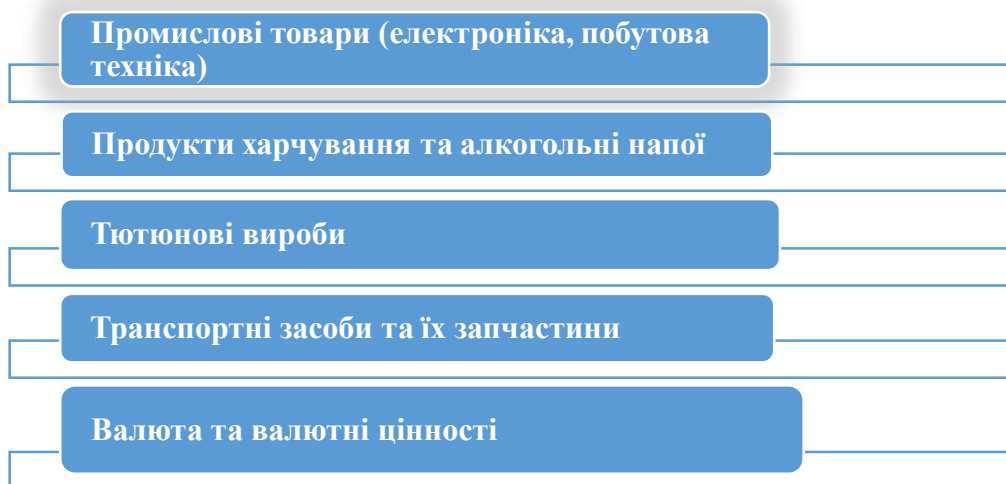 Промислові товари (електроніка, побутова
техніка)
Продукти харчування та алкогольні напої
Тютюнові вироби
Транспортні засоби та їх запчастини
Валюта та валютні цінності